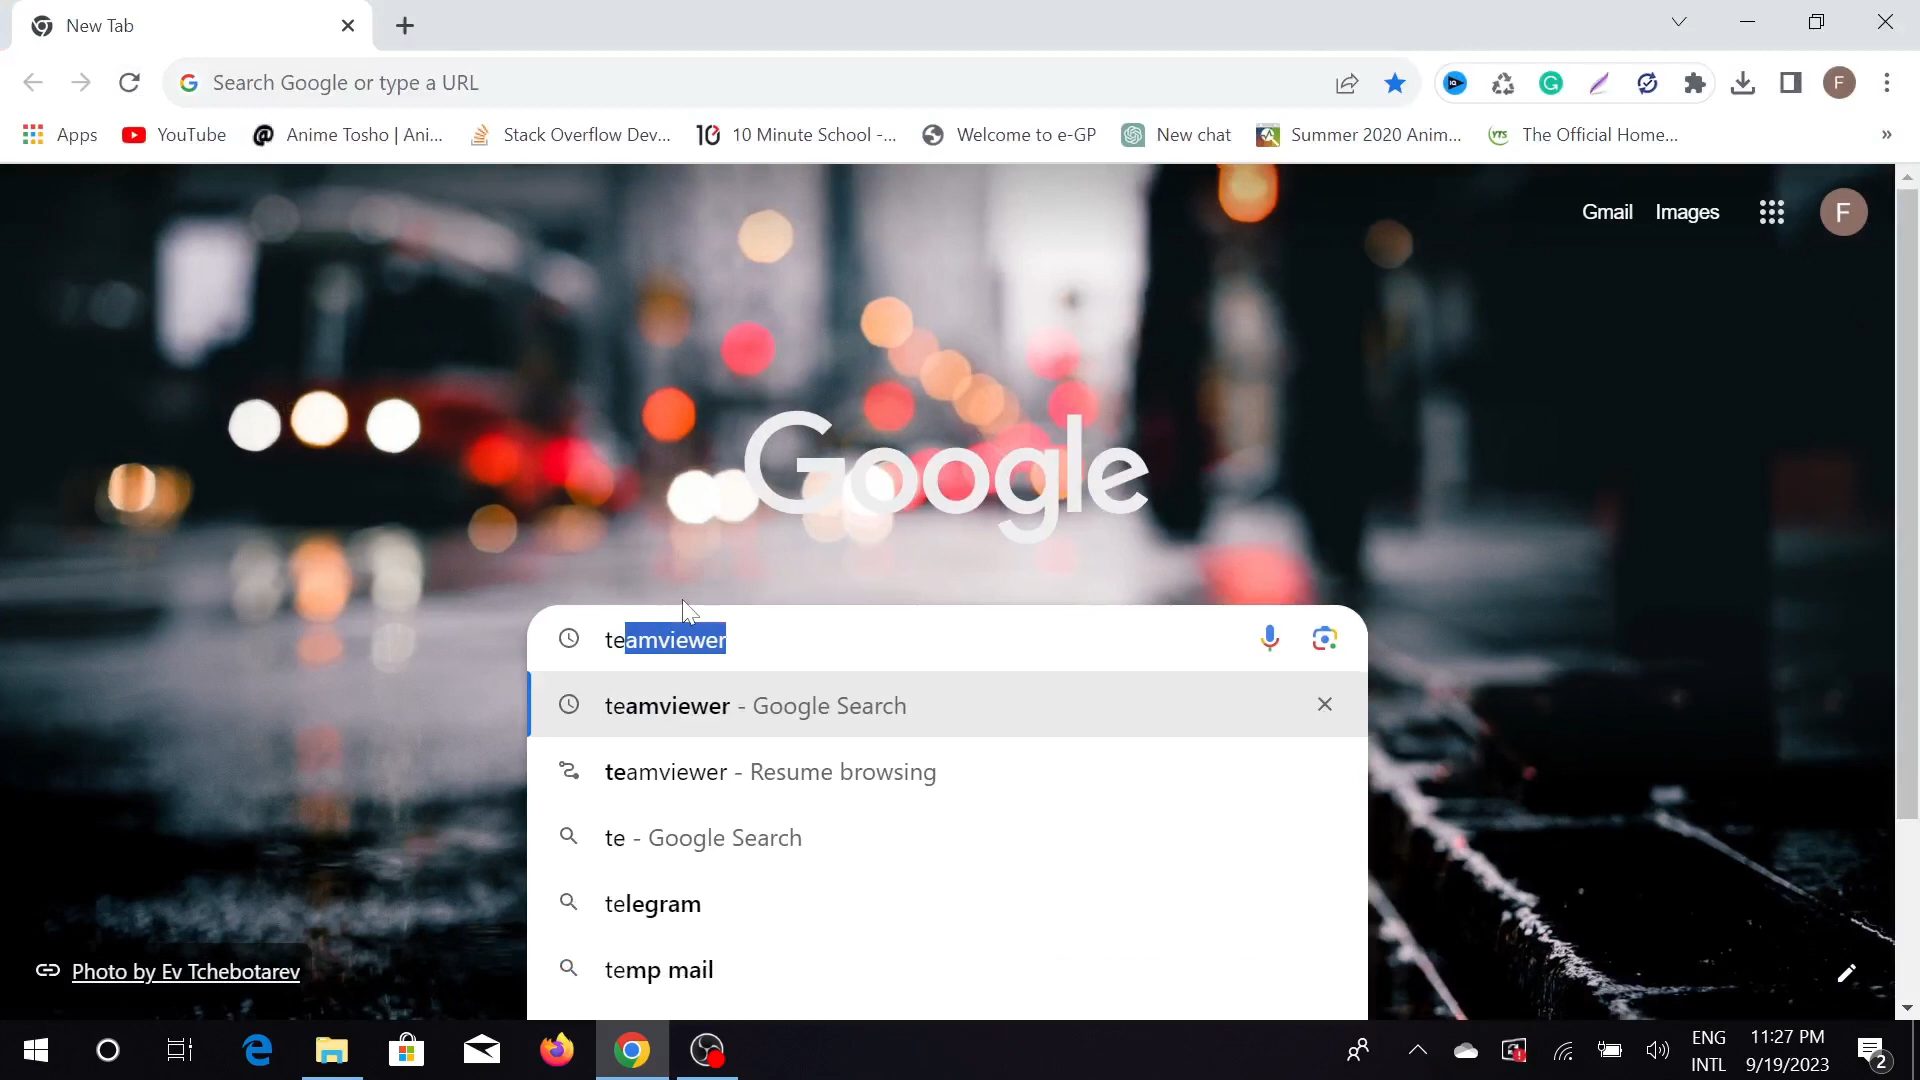 New Tab
Search Google or type a URL
Apps YouTube Anime Tosho | Ani... Stack Overflow Dev... 10 Minute School -... Welcome to e-GP New chat Summer 2020 Anim... YTS The Official Home... »
Gmail Images F
Google
teamviewer
teamviewer - Google Search
teamviewer - Resume browsing
te - Google Search
telegram
temp mail
Photo by Ev Tchebotarev
ENG 11:27 PM
INTL 9/19/2023 2